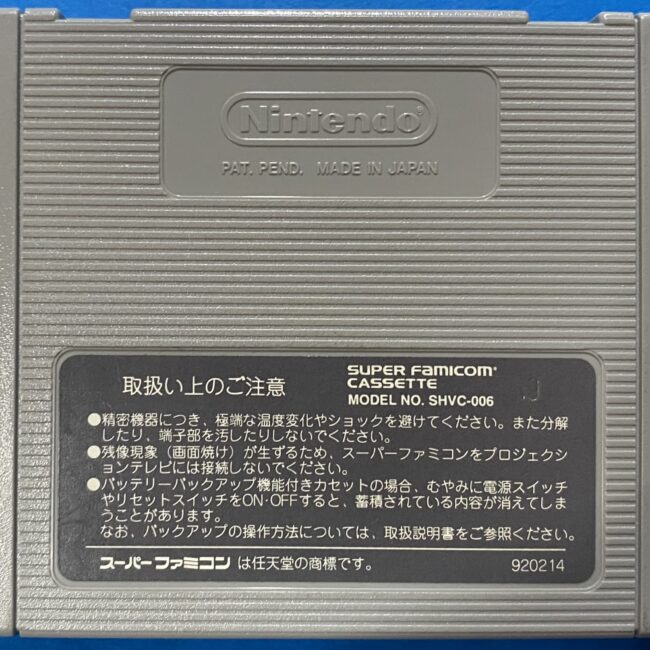 Nintendo®
PAT. PEND. MADE IN JAPAN
取扱い上のご注意
SUPER FAMICOM®
CASSETTE
MODEL NO. SHVC-006
J
●精密機器につき、極端な温度変化やショックを避けてください。また分解
したり、端子部を汚したりしないでください。
●残像現象（画面焼け）が生ずるため、スーパーファミコンをプロジェクシ
ョンテレビには接続しないでください。
●バッテリーバックアップ機能付きカセットの場合、むやみに電源スイッチ
やリセットスイッチをON·OFFすると、蓄積されている内容が消えてしま
うことがあります。
なお、バックアップの操作方法については、取扱説明書をご参照ください。
スーパーファミコン は任天堂の商標です。
920214